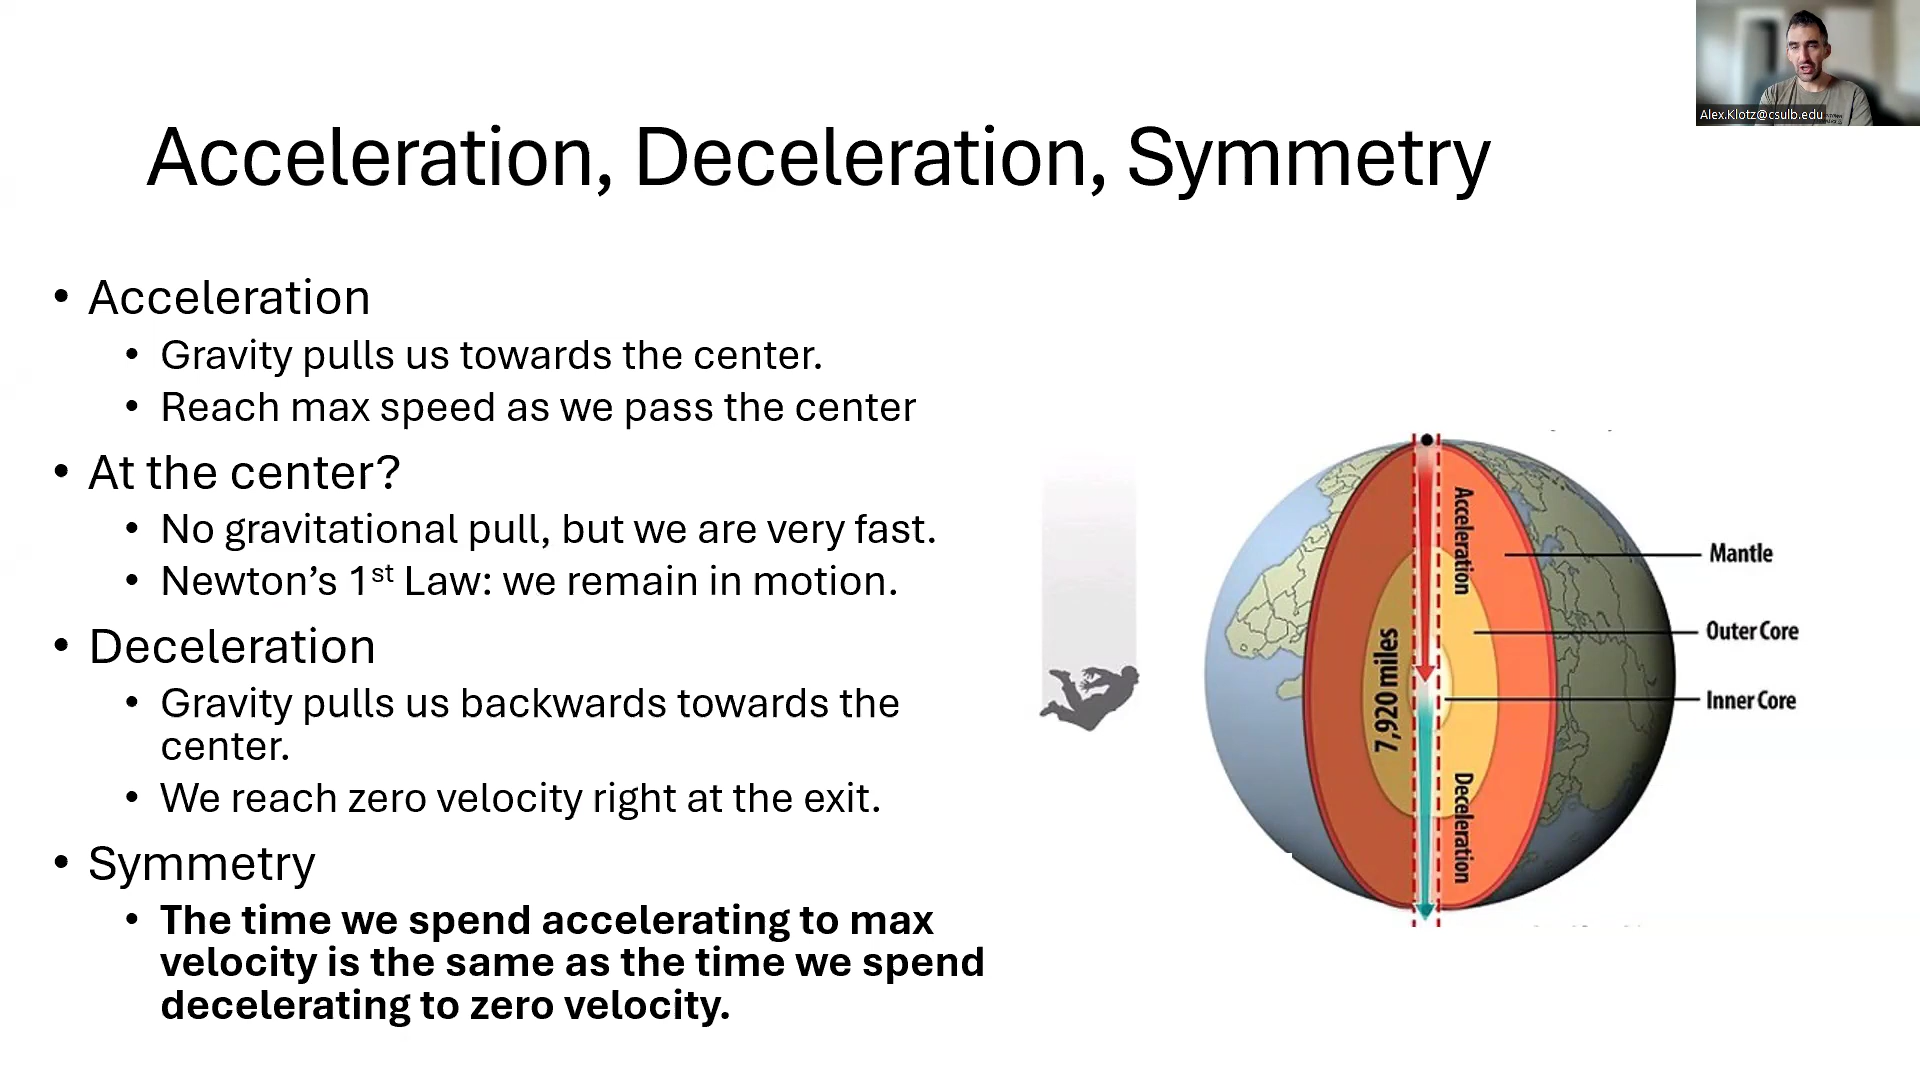 Alex.Klotz@csulb.edu
Acceleration, Deceleration, Symmetry
• Acceleration
• Gravity pulls us towards the center.
• Reach max speed as we pass the center
• At the center?
• No gravitational pull, but we are very fast.
• Newton’s 1st Law: we remain in motion.
• Deceleration
• Gravity pulls us backwards towards the
center.
• We reach zero velocity right at the exit.
• Symmetry
• The time we spend accelerating to max
velocity is the same as the time we spend
decelerating to zero velocity.
Acceleration
7,920 miles
Deceleration
Mantle
Outer Core
Inner Core